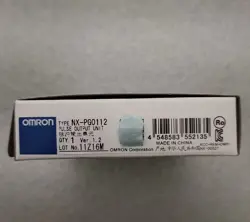 OMRON
TYPE NX-PG0112
PULSE OUTPUT UNIT
QTY 1 Ver. 1.2
LOT No. 11Z16M
OMRON Corporation
MADE IN CHINA
4 548583 552135